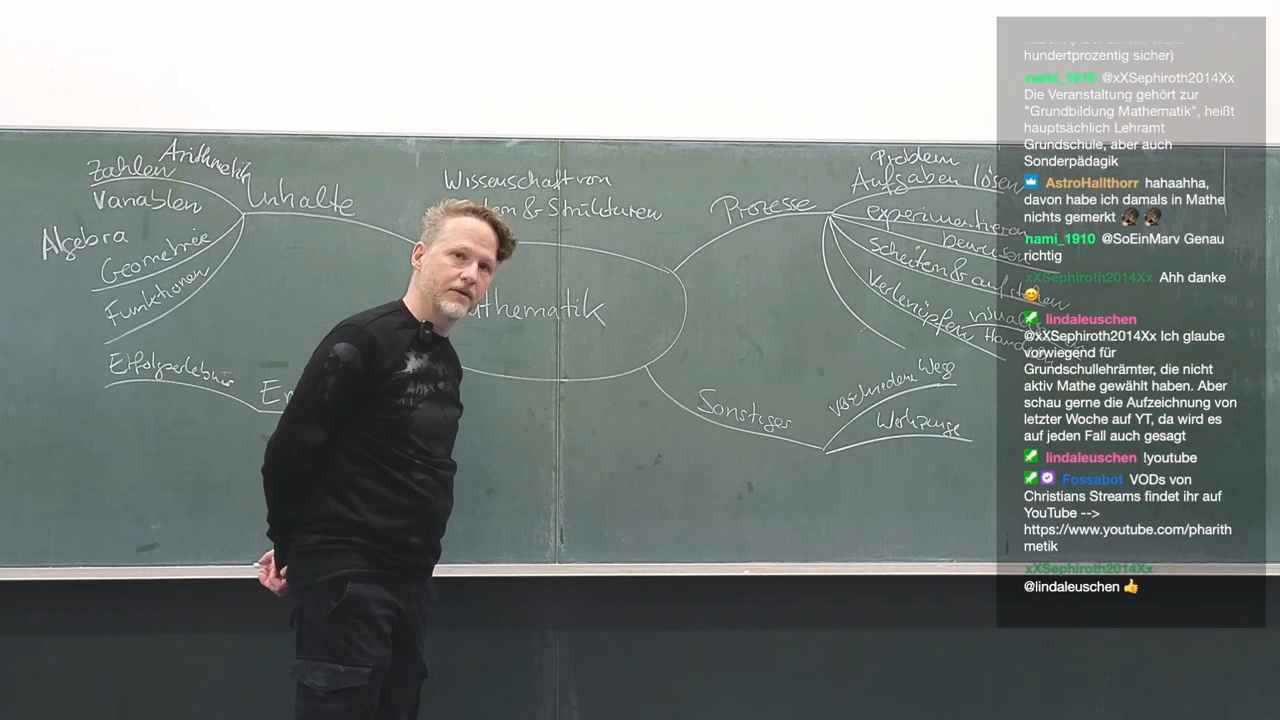 Arithmetik
Zahlen
Variablen
Inhalte
Algebra
Geometrie
Funktionen
Erfolgserlebnis
Wissenschaft von
& Strukturen
thematik
Prozesse
Problem
Aufgaben lösen
experimentieren
beweisen
scheitern & aufstehen
Verknüpfen
Sonstiges
verschiedene Wege
Werkzeuge
hundertprozentig sicher)
nami_1910 @xXSephiroth2014Xx
Die Veranstaltung gehört zur
"Grundbildung Mathematik", heißt
hauptsächlich Lehramt
Grundschule, aber auch
Sonderpädagik
AstroHallthorr hahaahha,
davon habe ich damals in Mathe
nichts gemerkt
nami_1910 @SoEinMarv Genau
richtig
xXSephiroth2014Xx Ahh danke
😊
lindaleuschen
@xXSephiroth2014Xx Ich glaube
vorwiegend für
Grundschullehrämter, die nicht
aktiv Mathe gewählt haben. Aber
schau gerne die Aufzeichnung von
letzter Woche auf YT, da wird es
auf jeden Fall auch gesagt
lindaleuschen !youtube
Fossabot VODs von
Christians Streams findet ihr auf
YouTube -->
https://www.youtube.com/pharith
metik
xXSephiroth2014Xx
@lindaleuschen 👍